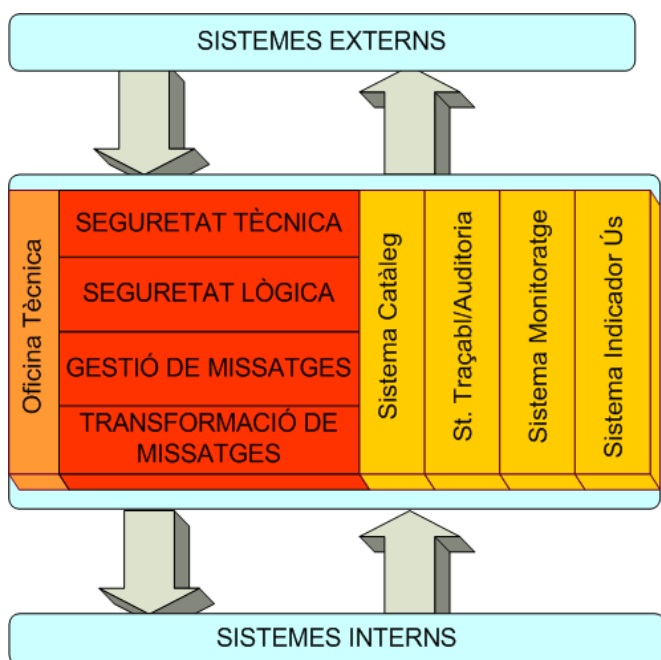 SISTEMES EXTERNS
Oficina Tècnica
SEGURETAT TÈCNICA
SEGURETAT LÒGICA
GESTIÓ DE MISSATGES
TRANSFORMACIÓ DE
MISSATGES
Sistema Catàleg
St. Traçabl/Auditoria
Sistema Monitoratge
Sistema Indicador Ús
SISTEMES INTERNS